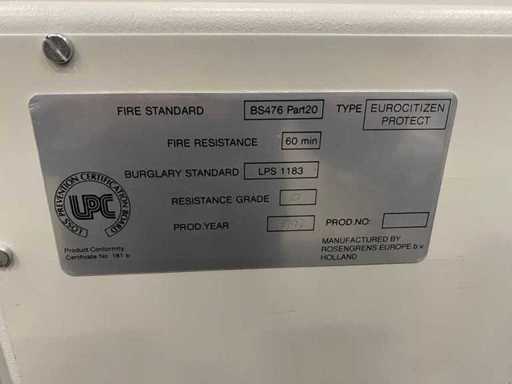 FIRE STANDARD BS476 Part20 TYPE EUROCITIZEN PROTECT
FIRE RESISTANCE 60 min
BURGLARY STANDARD LPS 1183
RESISTANCE GRADE
PROD.YEAR PROD.NO:
LOSS PREVENTION CERTIFICATION BOARD
LPC
Product Conformity
Certificate No 181 b
MANUFACTURED BY
ROSENGRENS EUROPE b.v.
HOLLAND